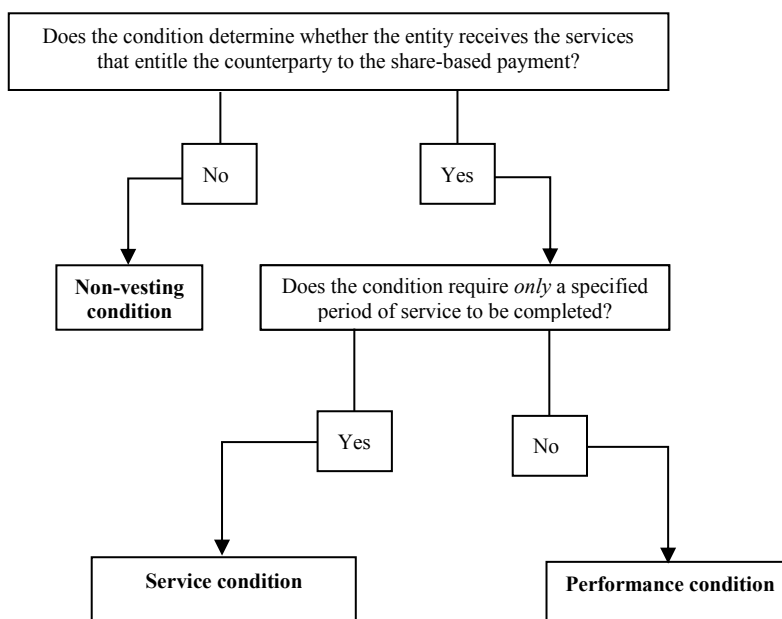 Does the condition determine whether the entity receives the services
that entitle the counterparty to the share-based payment?
No
Yes
Non-vesting
condition
Does the condition require only a specified
period of service to be completed?
Yes
No
Service condition
Performance condition